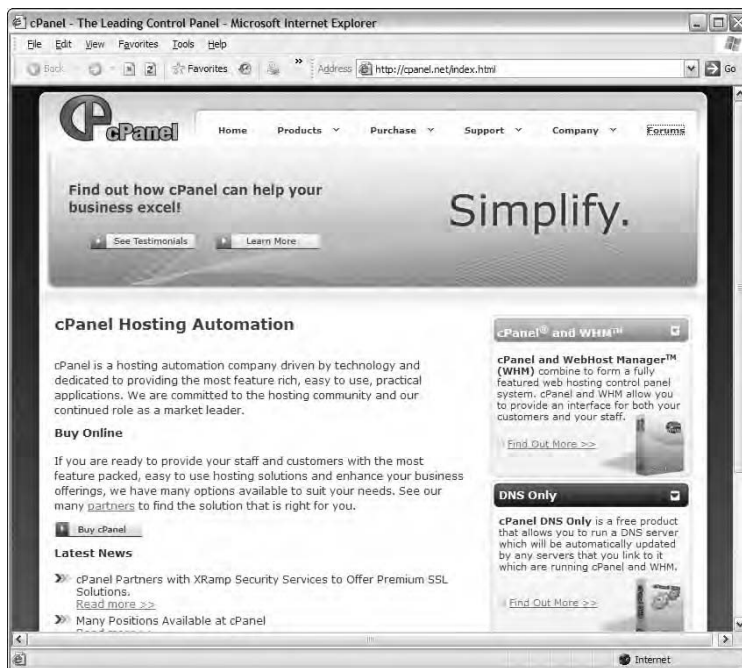 cPanel - The Leading Control Panel - Microsoft Internet Explorer
File Edit View Favorites Tools Help
Back Favorites » Address http://cpanel.net/index.html Go
cPanel
Home Products Purchase Support Company Forums
Find out how cPanel can help your
business excel!
Simplify.
See Testimonials Learn More
cPanel Hosting Automation
cPanel is a hosting automation company driven by technology and
dedicated to providing the most feature rich, easy to use, practical
applications. We are committed to the hosting community and our
continued role as a market leader.
Buy Online
If you are ready to provide your staff and customers with the most
feature packed, easy to use hosting solutions and enhance your business
offerings, we have many options available to suit your needs. See our
many partners to find the solution that is right for you.
Buy cPanel
Latest News
cPanel Partners with XRamp Security Services to Offer Premium SSL
Solutions.
Read more >>
Many Positions Available at cPanel
Read more >>
cPanel® and WHM™
cPanel and WebHost Manager™
(WHM) combine to form a fully
featured web hosting control panel
system. cPanel and WHM allow you
to provide an interface for both your
customers and your staff.
Find Out More >>
DNS Only
cPanel DNS Only is a free product
that allows you to run a DNS server
which will be automatically updated
by any servers that you link to it
which are running cPanel and WHM.
Find Out More >>
Internet